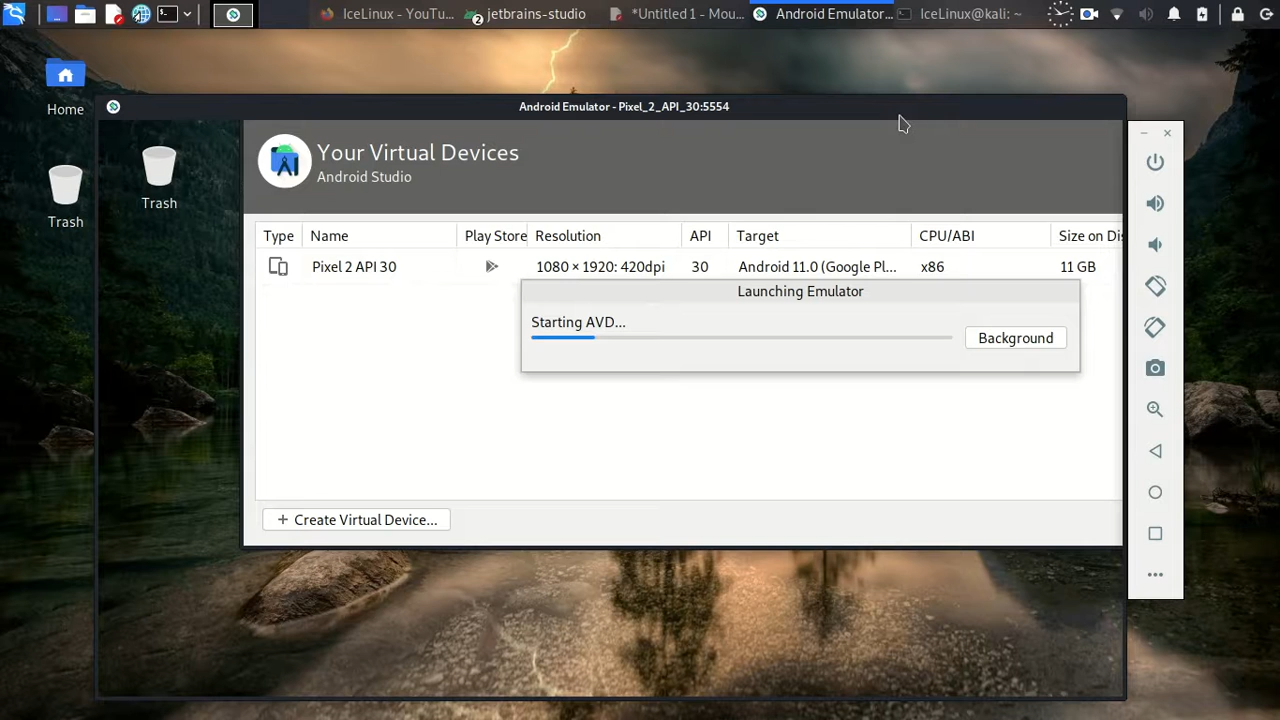 IceLinux - YouTu...
2
jetbrains-studio
*Untitled 1 - Mou...
Android Emulator...
IceLinux@kali: ~
Home
Trash
Android Emulator - Pixel_2_API_30:5554
Trash
Your Virtual Devices
Android Studio
Type Name Play Store Resolution API Target CPU/ABI Size on Dis
Pixel 2 API 30 1080 × 1920: 420dpi 30 Android 11.0 (Google Pl... x86 11 GB
Launching Emulator
Starting AVD...
Background
+ Create Virtual Device...